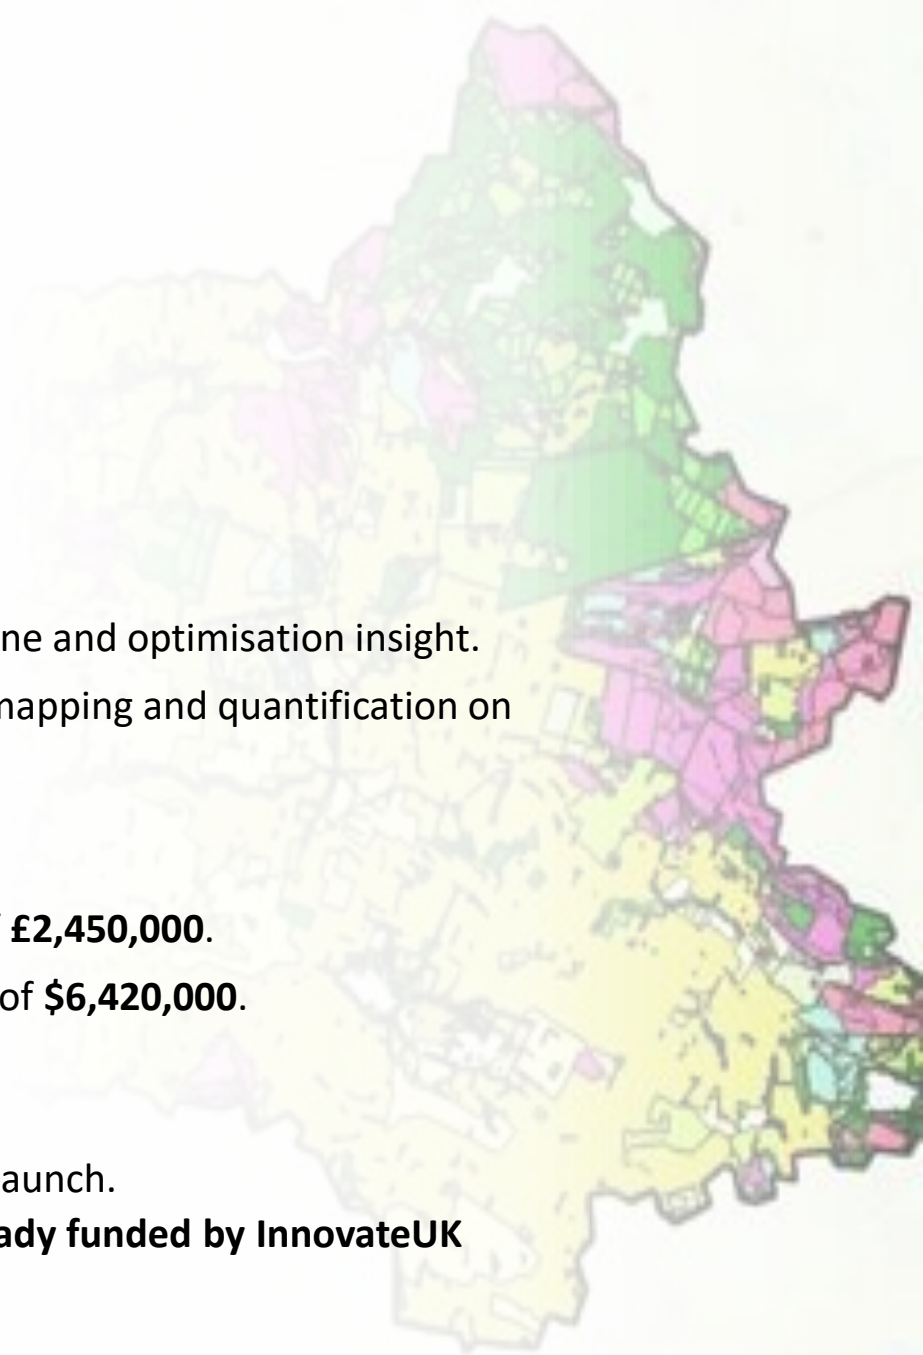 ne and optimisation insight.
mapping and quantification on
£2,450,000.
of $6,420,000.
aunch.
ady funded by InnovateUK